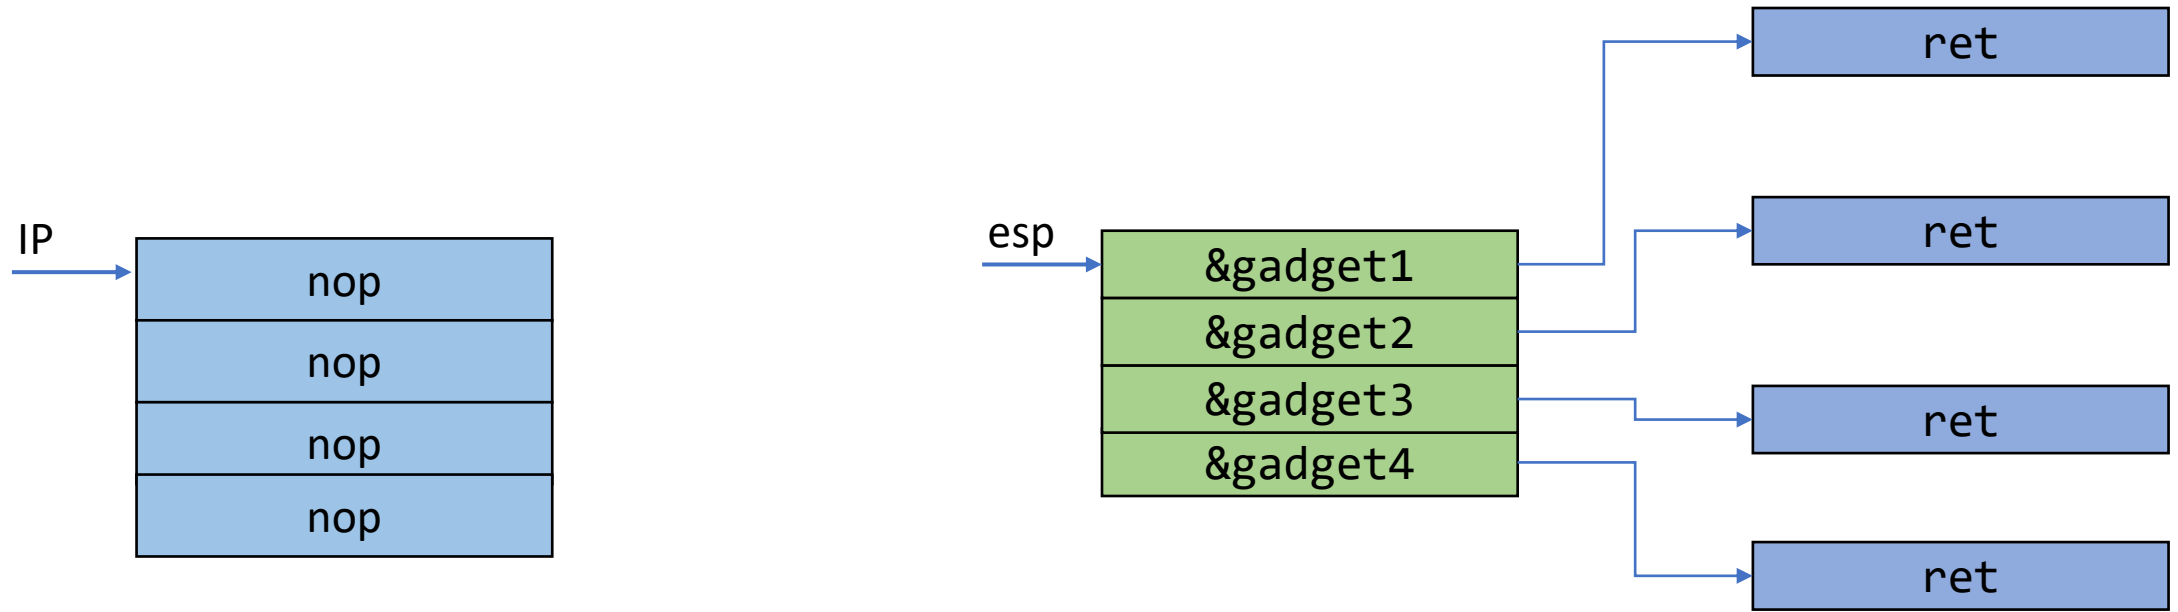 IP
nop
nop
nop
nop
esp
&gadget1
&gadget2
&gadget3
&gadget4
ret
ret
ret
ret